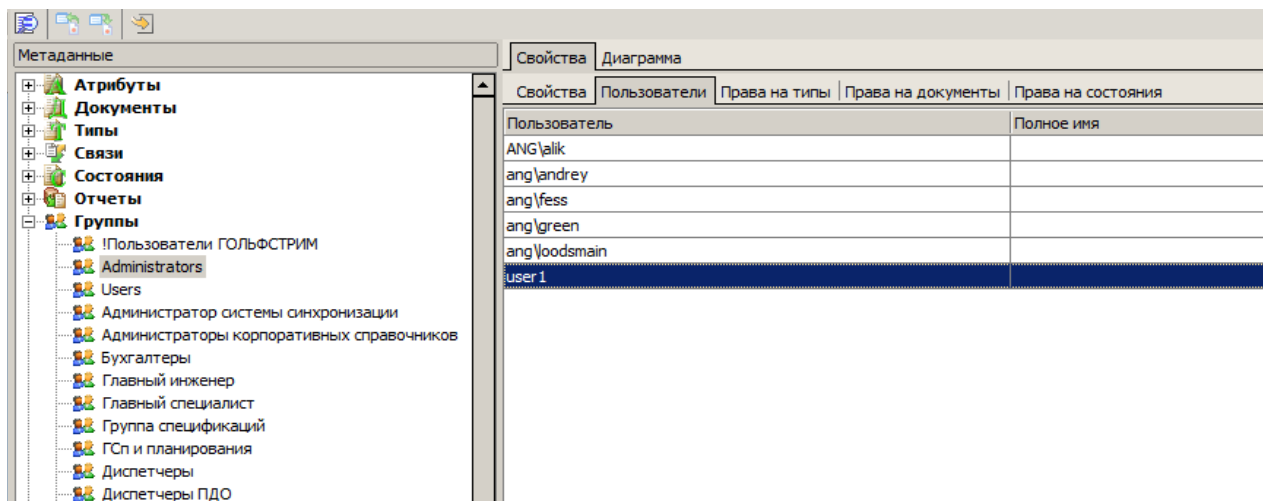 Метаданные
Атрибуты
Документы
Типы
Связи
Состояния
Отчеты
Группы
!Пользователи ГОЛЬФСТРИМ
Administrators
Users
Администратор системы синхронизации
Администраторы корпоративных справочников
Бухгалтеры
Главный инженер
Главный специалист
Группа спецификаций
ГСп и планирования
Диспетчеры
Диспетчеры ПДО
Свойства Диаграмма
Свойства Пользователи Права на типы Права на документы Права на состояния
Пользователь Полное имя
ANG\alik
ang\andrey
ang\fess
ang\green
ang\loodsmain
user1